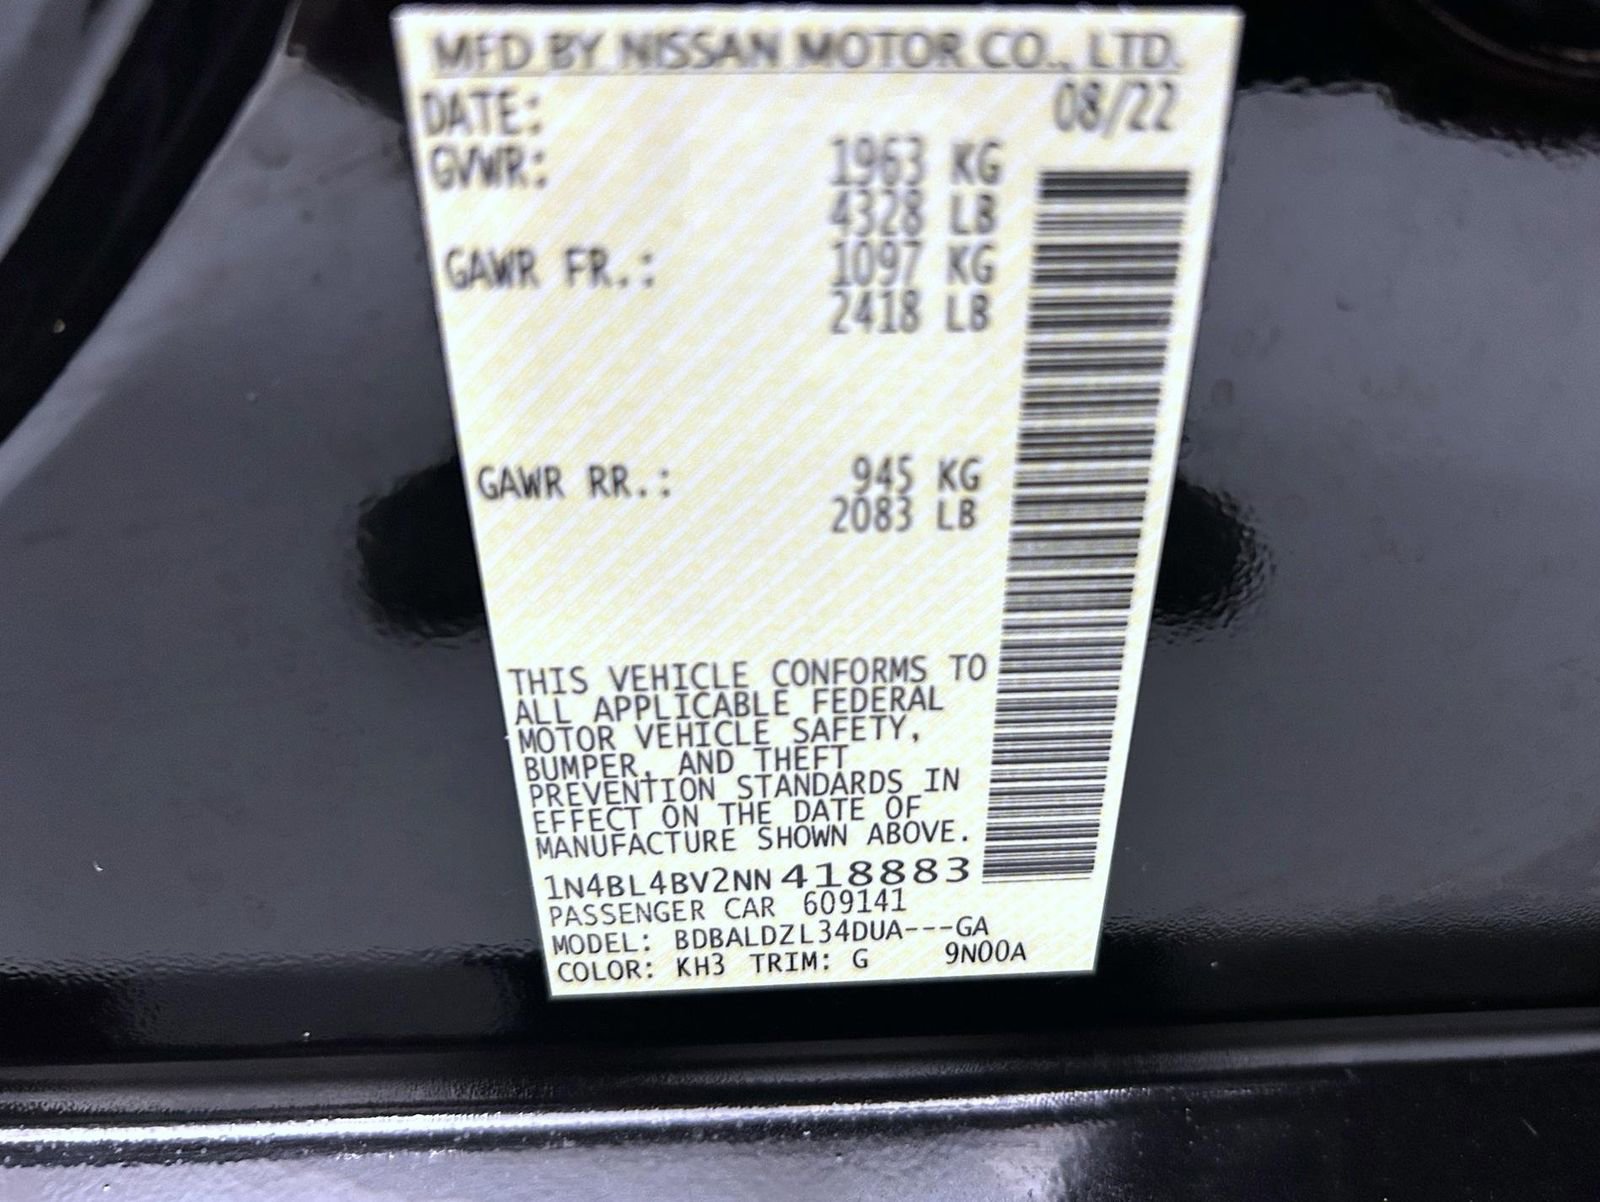 MFD BY NISSAN MOTOR CO., LTD.
DATE: 08/22
GVWR: 1963 KG
4328 LB
GAWR FR.: 1097 KG
2418 LB
GAWR RR.: 945 KG
2083 LB
THIS VEHICLE CONFORMS TO
ALL APPLICABLE FEDERAL
MOTOR VEHICLE SAFETY,
BUMPER, AND THEFT
PREVENTION STANDARDS IN
EFFECT ON THE DATE OF
MANUFACTURE SHOWN ABOVE.
1N4BL4BV2NN418883
PASSENGER CAR 609141
MODEL: BDBALDZL34DUA---GA
COLOR: KH3 TRIM: G 9N00A